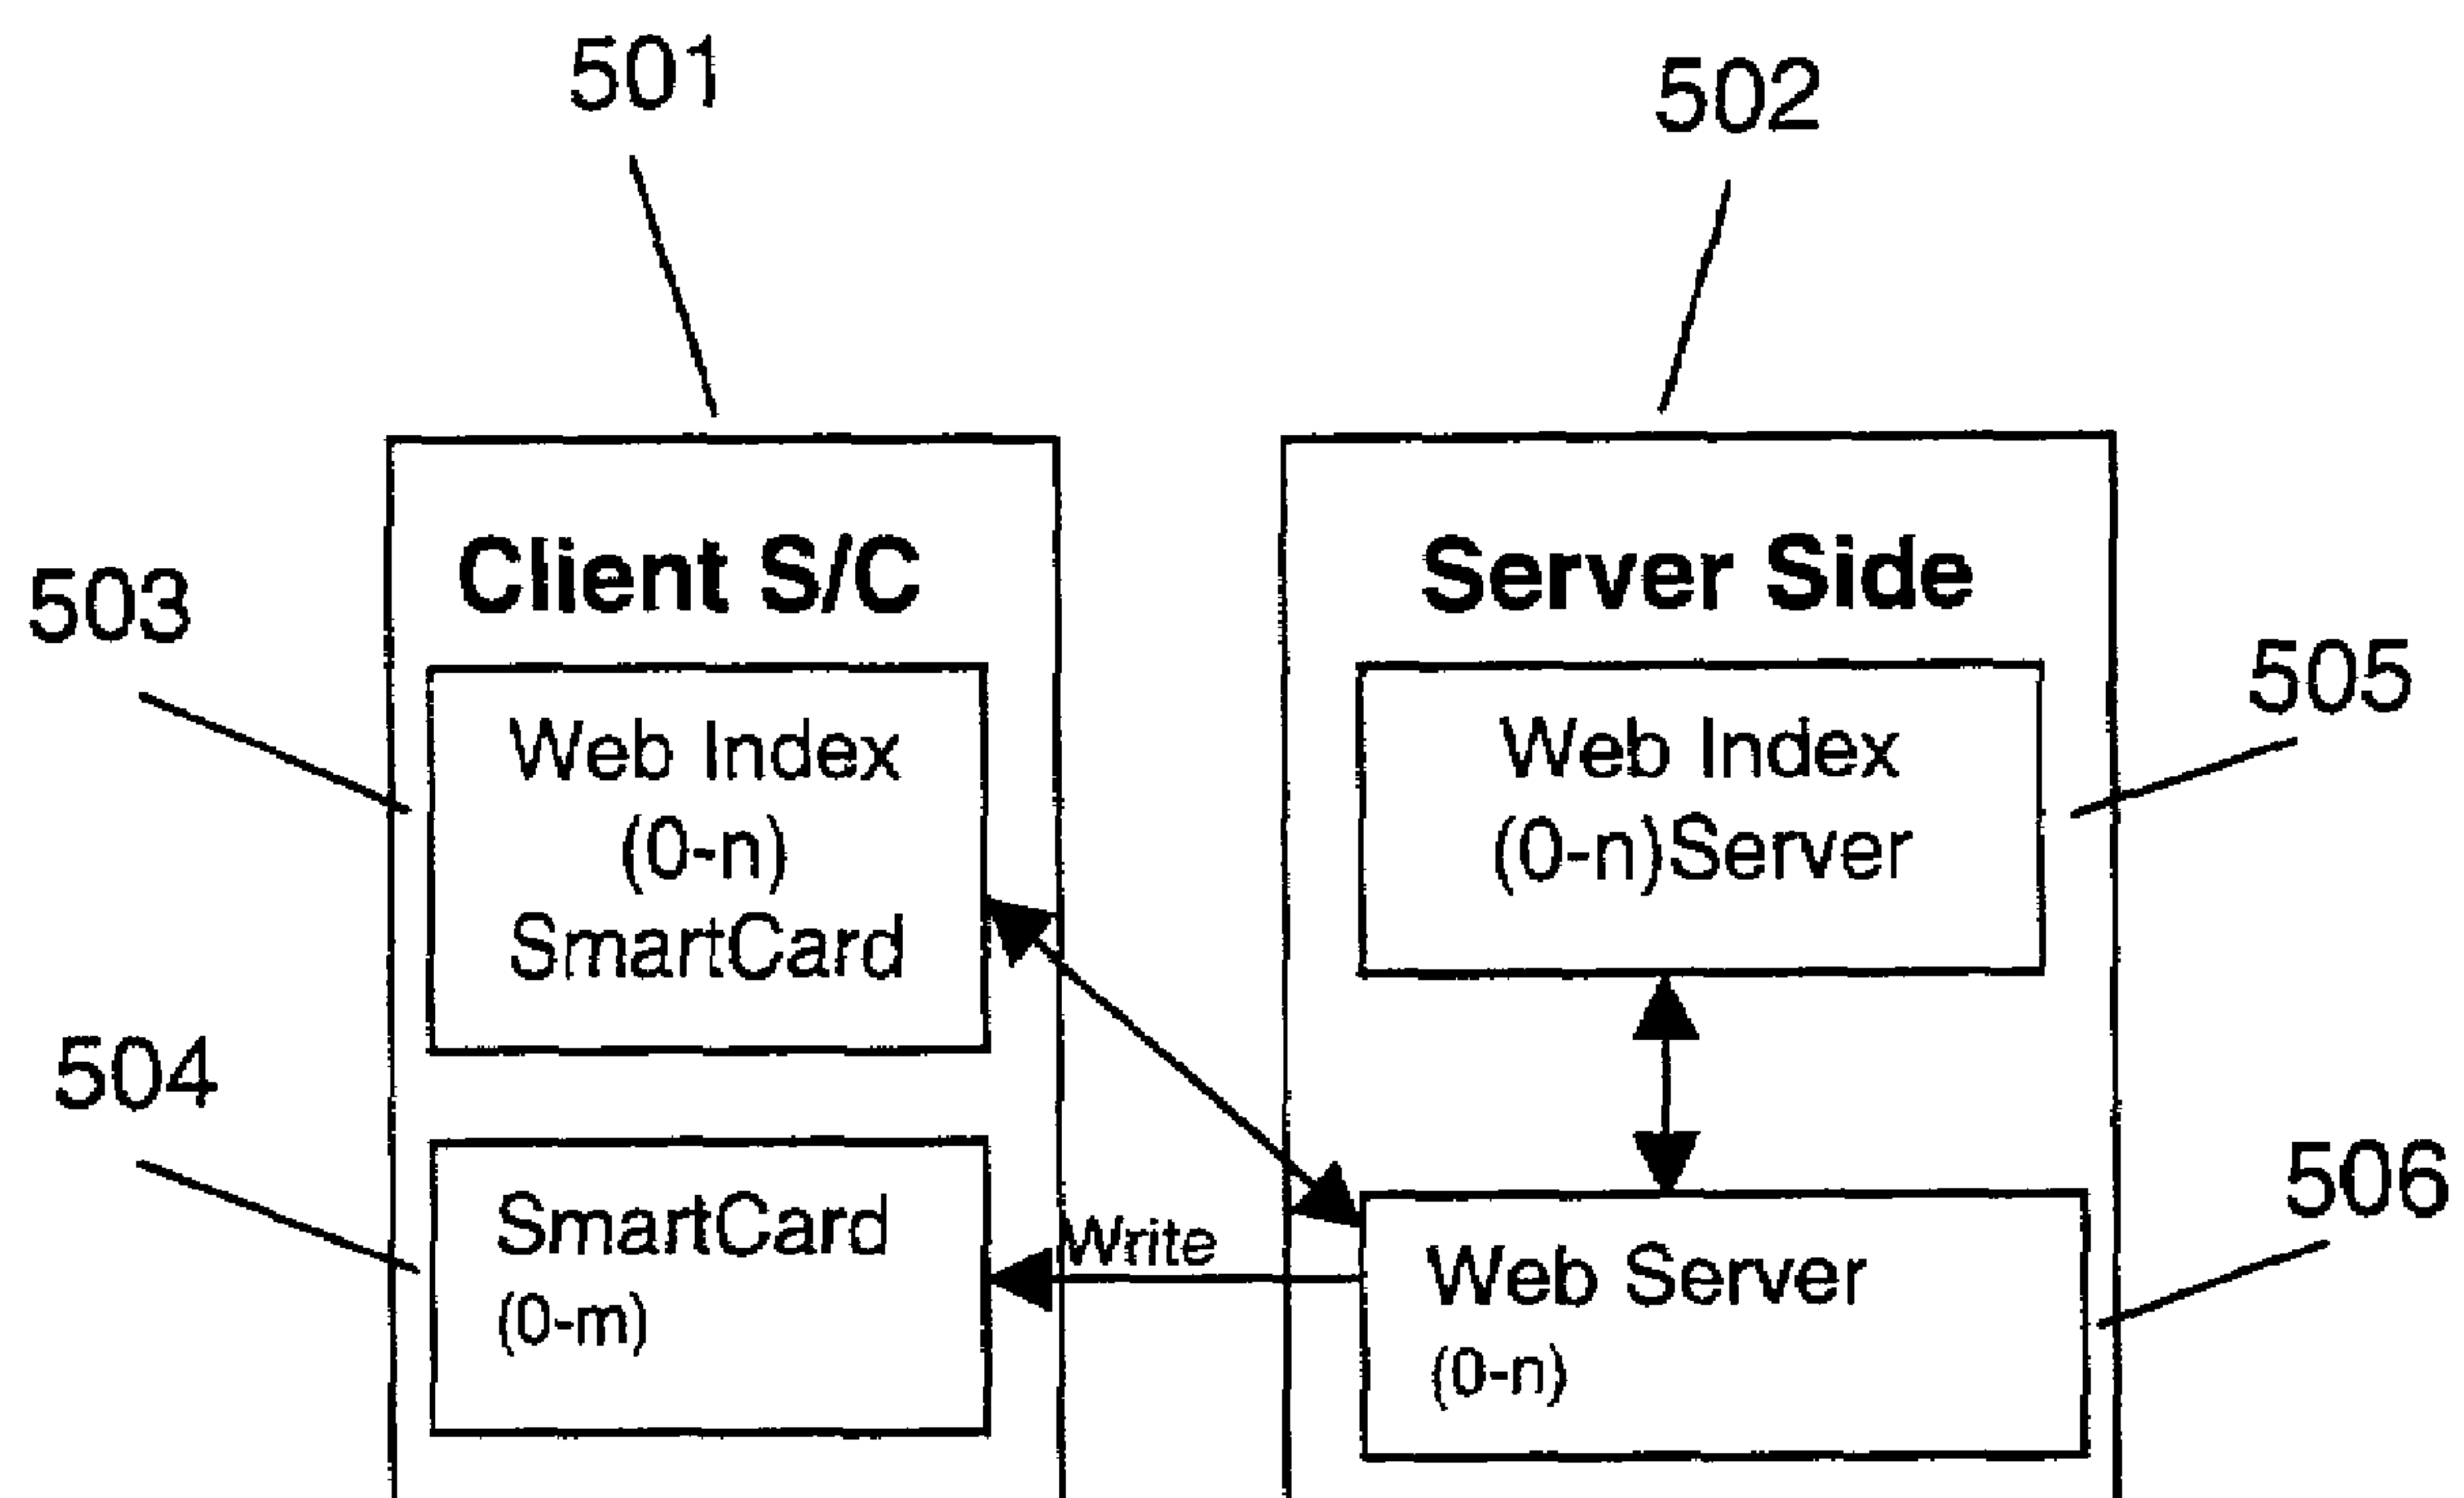 501
502
Client S/C
Server Side
503
505
Web Index
(0-n)
SmartCard
Web Index
(0-n)Server
504
506
SmartCard
(0-m)
Write
Web Server
(0-n)